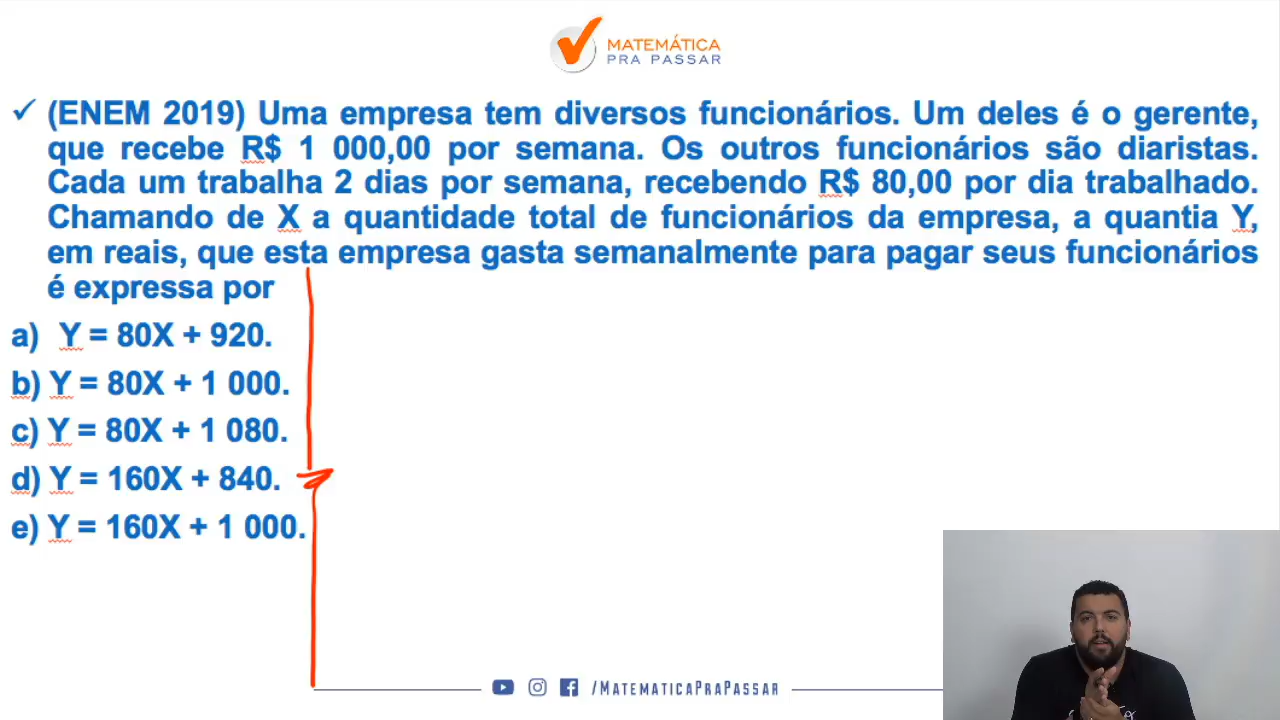 MATEMÁTICA
PRA PASSAR
✓ (ENEM 2019) Uma empresa tem diversos funcionários. Um deles é o gerente,
que recebe R$ 1 000,00 por semana. Os outros funcionários são diaristas.
Cada um trabalha 2 dias por semana, recebendo R$ 80,00 por dia trabalhado.
Chamando de X a quantidade total de funcionários da empresa, a quantia Y,
em reais, que esta empresa gasta semanalmente para pagar seus funcionários
é expressa por
a) Y = 80X + 920.
b) Y = 80X + 1 000.
c) Y = 80X + 1 080.
d) Y = 160X + 840.
e) Y = 160X + 1 000.
/MATEMATICAPRAPASSAR